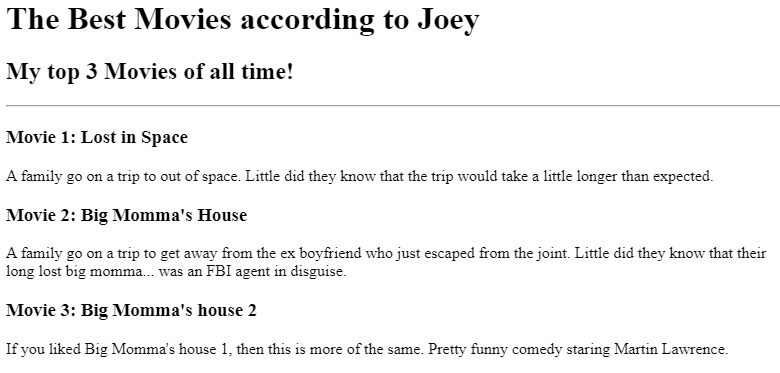 The Best Movies according to Joey
My top 3 Movies of all time!
Movie 1: Lost in Space
A family go on a trip to out of space. Little did they know that the trip would take a little longer than expected.
Movie 2: Big Momma's House
A family go on a trip to get away from the ex boyfriend who just escaped from the joint. Little did they know that their
long lost big momma... was an FBI agent in disguise.
Movie 3: Big Momma's house 2
If you liked Big Momma's house 1, then this is more of the same. Pretty funny comedy staring Martin Lawrence.